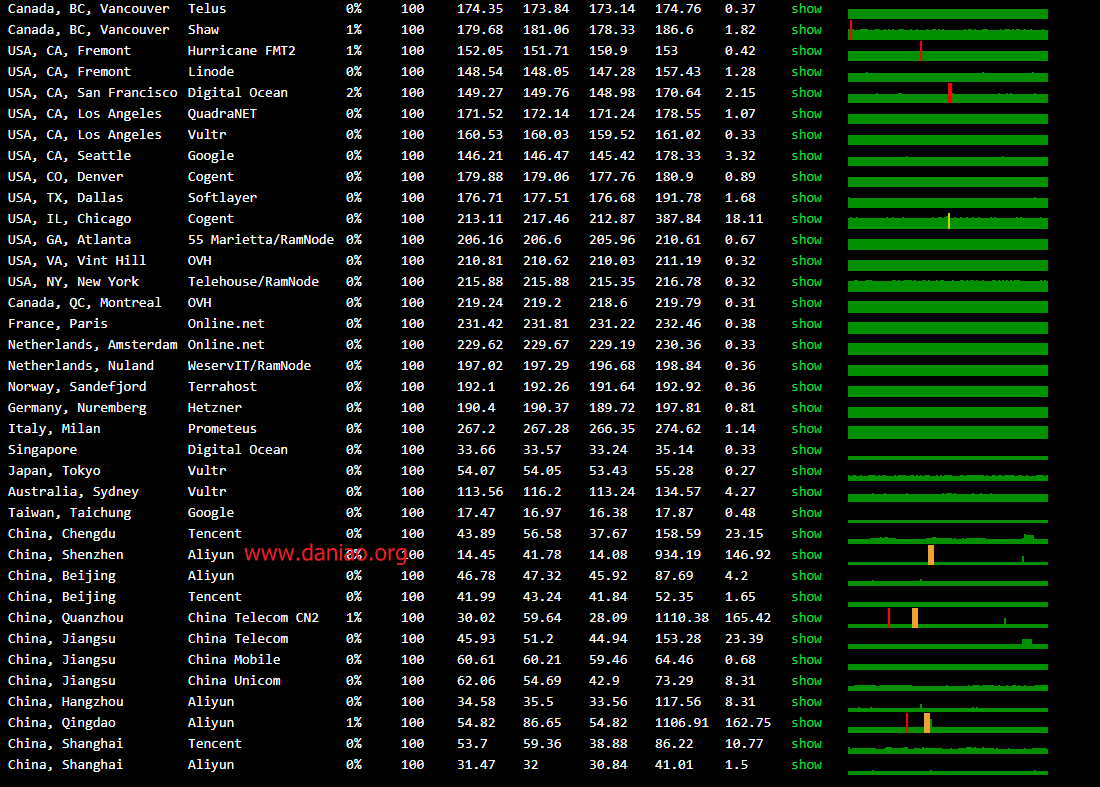 Canada, BC, Vancouver Telus 0% 100 174.35 173.84 173.14 174.76 0.37 show
Canada, BC, Vancouver Shaw 1% 100 179.68 181.06 178.33 186.6 1.82 show
USA, CA, Fremont Hurricane FMT2 1% 100 152.05 151.71 150.9 153 0.42 show
USA, CA, Fremont Linode 0% 100 148.54 148.05 147.28 157.43 1.28 show
USA, CA, San Francisco Digital Ocean 2% 100 149.27 149.76 148.98 170.64 2.15 show
USA, CA, Los Angeles QuadraNET 0% 100 171.52 172.14 171.24 178.55 1.07 show
USA, CA, Los Angeles Vultr 0% 100 160.53 160.03 159.52 161.02 0.33 show
USA, CA, Seattle Google 0% 100 146.21 146.47 145.42 178.33 3.32 show
USA, CO, Denver Cogent 0% 100 179.88 179.06 177.76 180.9 0.89 show
USA, TX, Dallas Softlayer 0% 100 176.71 177.51 176.68 191.78 1.68 show
USA, IL, Chicago Cogent 0% 100 213.11 217.46 212.87 387.84 18.11 show
USA, GA, Atlanta 55 Marietta/RamNode 0% 100 206.16 206.6 205.96 210.61 0.67 show
USA, VA, Vint Hill OVH 0% 100 210.81 210.62 210.03 211.19 0.32 show
USA, NY, New York Telehouse/RamNode 0% 100 215.88 215.88 215.35 216.78 0.32 show
Canada, QC, Montreal OVH 0% 100 219.24 219.2 218.6 219.79 0.31 show
France, Paris Online.net 0% 100 231.42 231.81 231.22 232.46 0.38 show
Netherlands, Amsterdam Online.net 0% 100 229.62 229.67 229.19 230.36 0.33 show
Netherlands, Nuland WeservIT/RamNode 0% 100 197.02 197.29 196.68 198.84 0.36 show
Norway, Sandefjord Terrahost 0% 100 192.1 192.26 191.64 192.92 0.36 show
Germany, Nuremberg Hetzner 0% 100 190.4 190.37 189.72 197.81 0.81 show
Italy, Milan Prometeus 0% 100 267.2 267.28 266.35 274.62 1.14 show
Singapore Digital Ocean 0% 100 33.66 33.57 33.24 35.14 0.33 show
Japan, Tokyo Vultr 0% 100 54.07 54.05 53.43 55.28 0.27 show
Australia, Sydney Vultr 0% 100 113.56 116.2 113.24 134.57 4.27 show
Taiwan, Taichung Google 0% 100 17.47 16.97 16.38 17.87 0.48 show
China, Chengdu Tencent 0% 100 43.89 56.58 37.67 158.59 23.15 show
China, Shenzhen Aliyun www.daniao.org 100 14.45 41.78 14.08 934.19 146.92 show
China, Beijing Aliyun 0% 100 46.78 47.32 45.92 87.69 4.2 show
China, Beijing Tencent 0% 100 41.99 43.24 41.84 52.35 1.65 show
China, Quanzhou China Telecom CN2 1% 100 30.02 59.64 28.09 1110.38 165.42 show
China, Jiangsu China Telecom 0% 100 45.93 51.2 44.94 153.28 23.39 show
China, Jiangsu China Mobile 0% 100 60.61 60.21 59.46 64.46 0.68 show
China, Jiangsu China Unicom 0% 100 62.06 54.69 42.9 73.29 8.31 show
China, Hangzhou Aliyun 0% 100 34.58 35.5 33.56 117.56 8.31 show
China, Qingdao Aliyun 1% 100 54.82 86.65 54.82 1106.91 162.75 show
China, Shanghai Tencent 0% 100 53.7 59.36 38.88 86.22 10.77 show
China, Shanghai Aliyun 0% 100 31.47 32 30.84 41.01 1.5 show